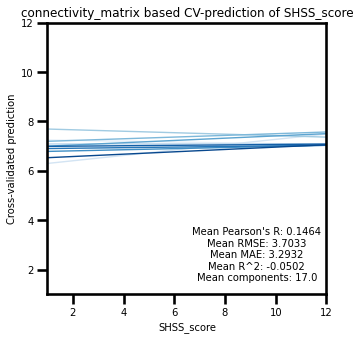 connectivity_matrix based CV-prediction of SHSS_score
12
10
8
6
4
2
Cross-validated prediction
Mean Pearson's R: 0.1464
Mean RMSE: 3.7033
Mean MAE: 3.2932
Mean R^2: -0.0502
Mean components: 17.0
2 4 6 8 10 12
SHSS_score